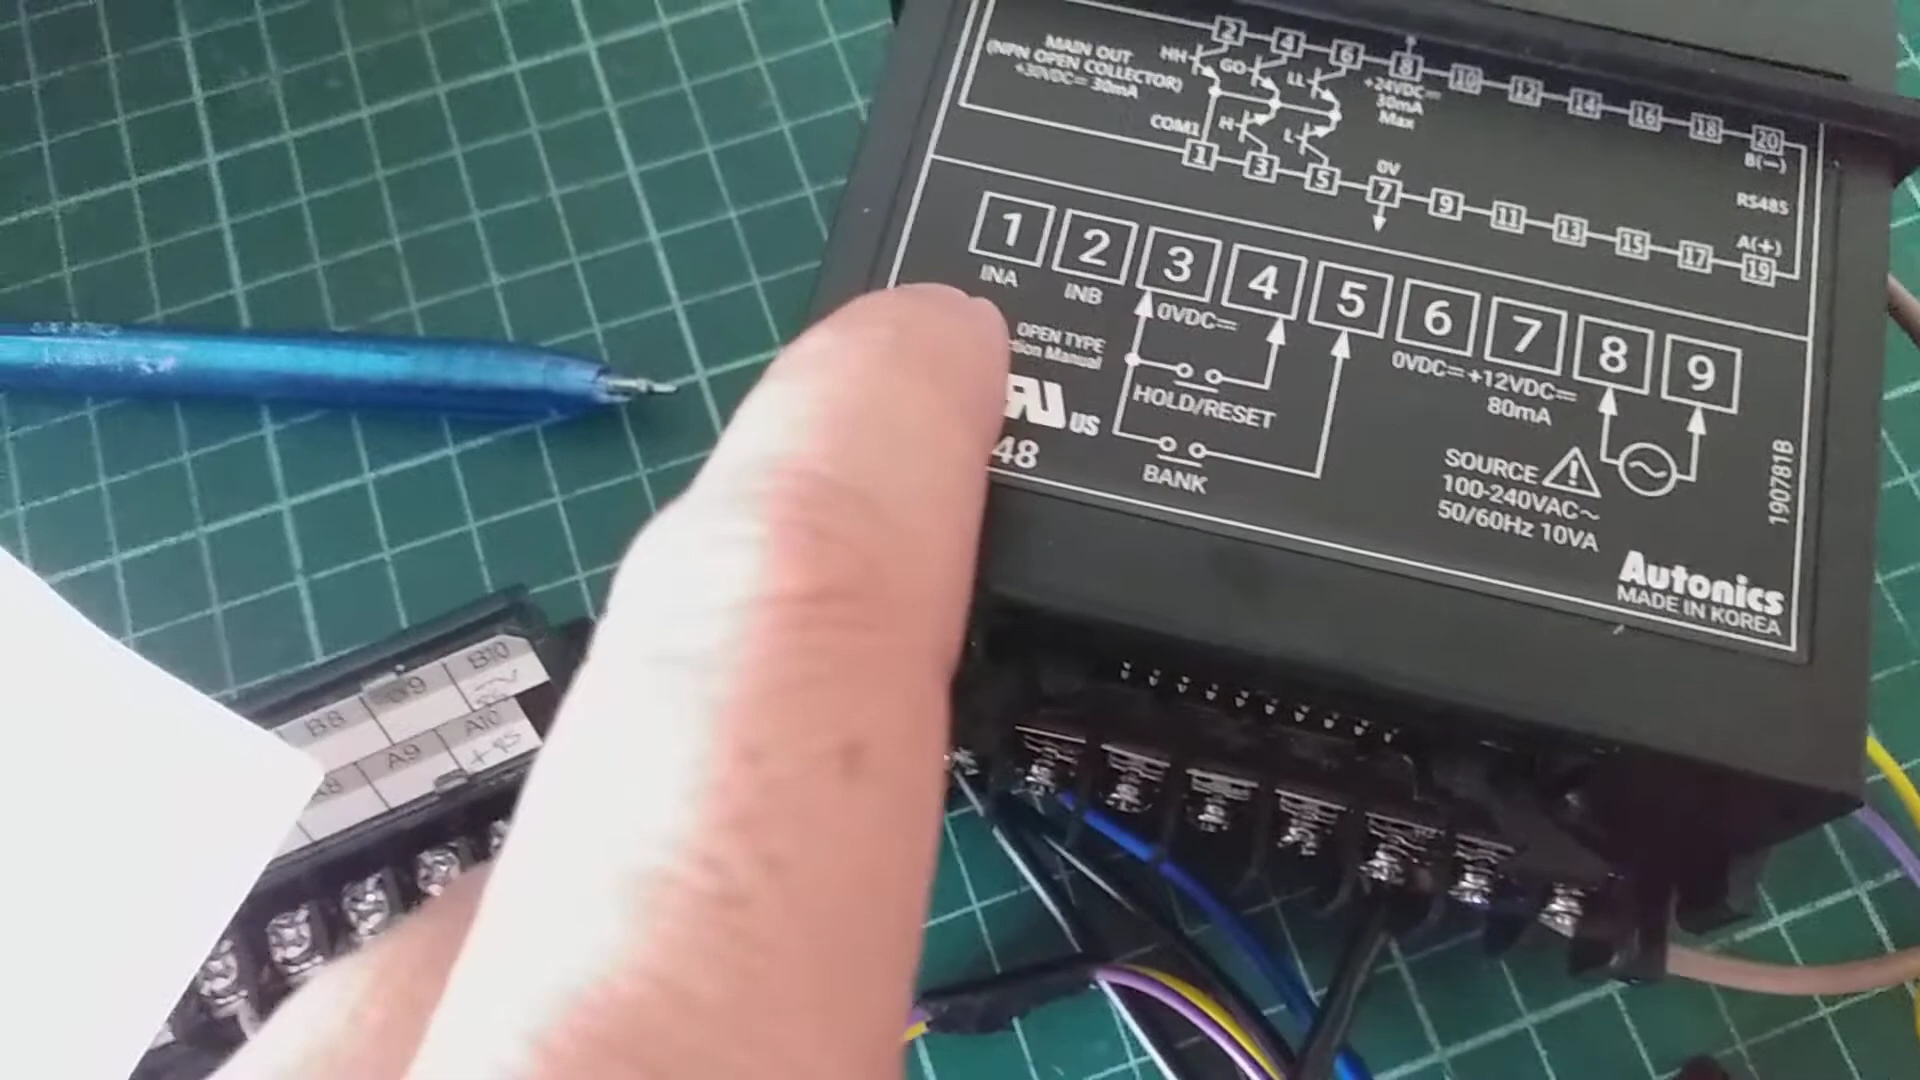 2 4 6 8 10 12 14 16 18 20
MAIN OUT
(NPN OPEN COLLECTOR)
+30VDC⎓ 30mA
HH GO LL
+24VDC⎓
30mA
Max
B(−)
COM1 H L
0V
RS485
A(+)
1 3 5 7 9 11 13 15 17 19
1 2 3 4 5 6 7 8 9
INA INB 0VDC⎓
OPEN TYPE
Manual
HOLD/RESET
0VDC⎓ +12VDC⎓
80mA
US
48
BANK
SOURCE
100-240VAC~
50/60Hz 10VA
190781B
Autonics
MADE IN KOREA
B8 B10
A9 A10